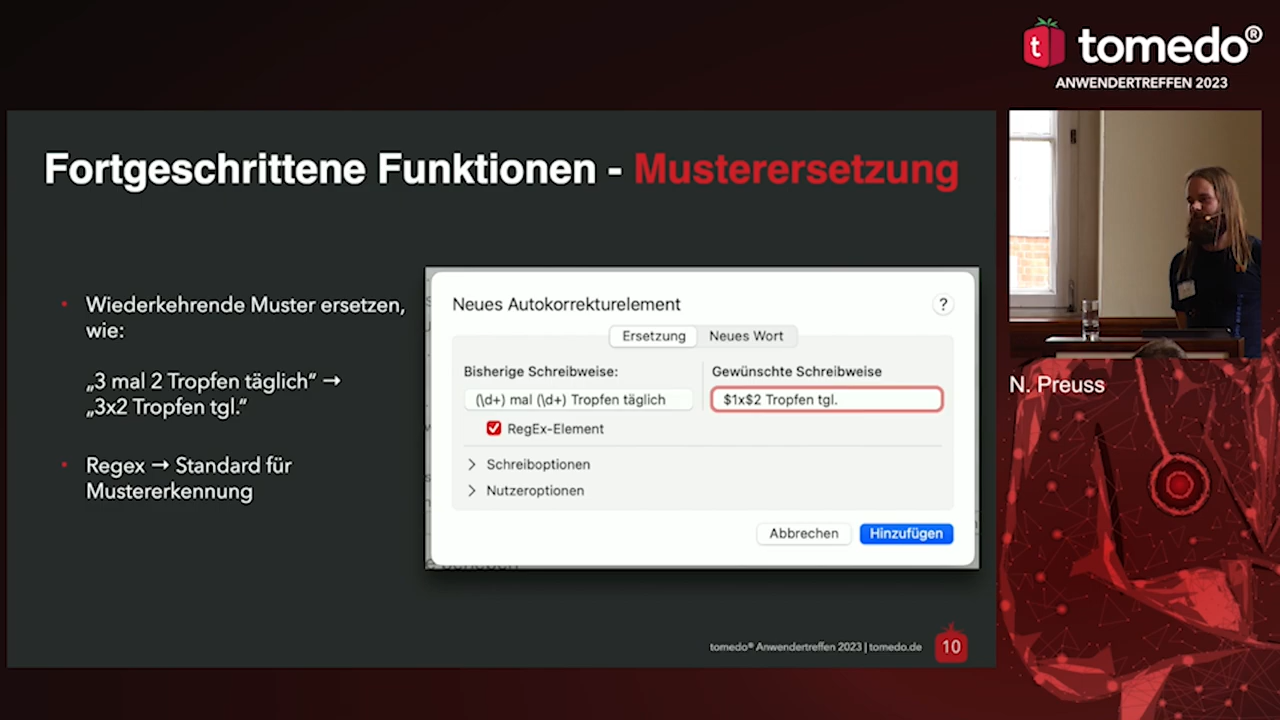 tomedo®
ANWENDERTREFFEN 2023
Fortgeschrittene Funktionen - Musterersetzung
Wiederkehrende Muster ersetzen,
wie:
„3 mal 2 Tropfen täglich“ →
„3x2 Tropfen tgl.“
Regex → Standard für
Mustererkennung
Neues Autokorrekturelement
?
Ersetzung
Neues Wort
Bisherige Schreibweise:
Gewünschte Schreibweise
(\d+) mal (\d+) Tropfen täglich
$1x$2 Tropfen tgl.
RegEx-Element
Schreiboptionen
Nutzeroptionen
Abbrechen
Hinzufügen
tomedo® Anwendertreffen 2023 | tomedo.de
10
N. Preuss